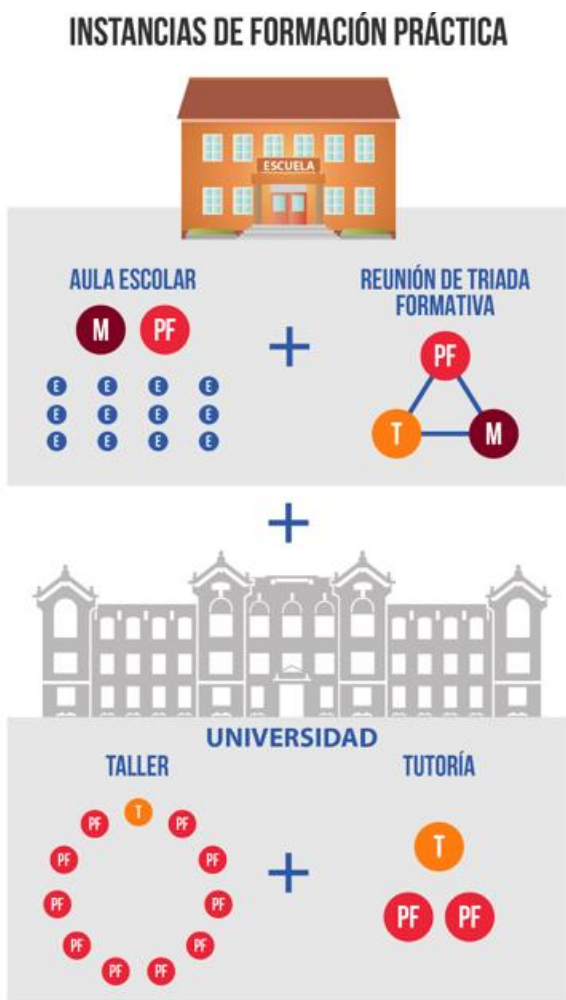 INSTANCIAS DE FORMACIÓN PRÁCTICA
ESCUELA
AULA ESCOLAR
M PF
E E E E
E E E E
E E E E
+
REUNIÓN DE TRIADA
FORMATIVA
PF
T M
+
UNIVERSIDAD
TALLER
T
PF PF
PF PF
PF PF
PF PF
PF PF
+
TUTORÍA
T
PF PF